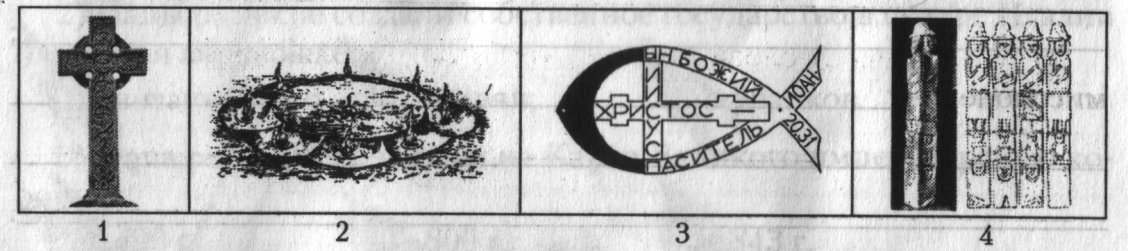 ЫН БОЖИЙ
ИИСУС
ХРИСТОС
ПАСИТЕЛЬ
ИОАН
20.31
1 2 3 4